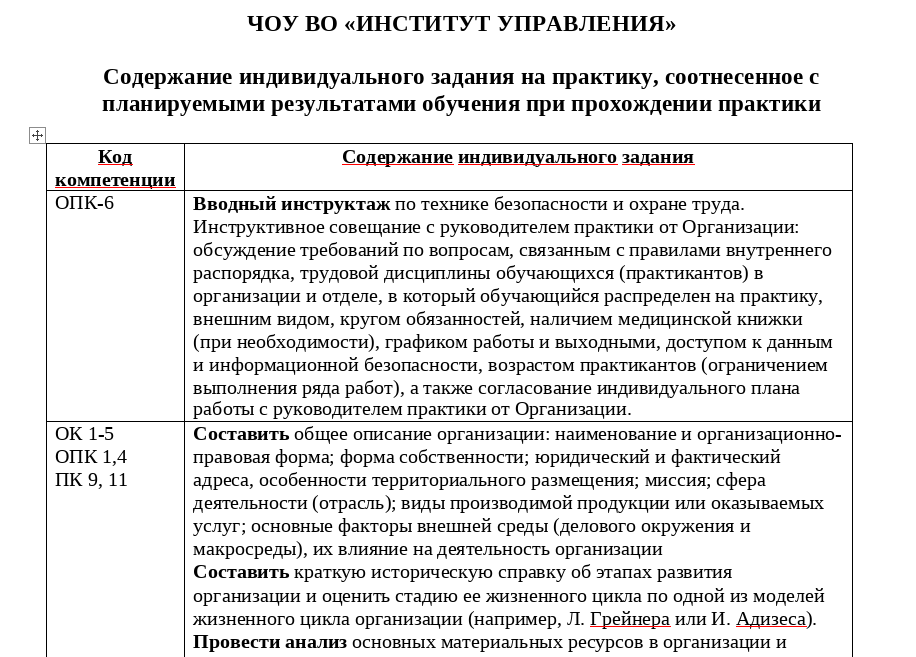 ЧОУ ВО «ИНСТИТУТ УПРАВЛЕНИЯ»
Содержание индивидуального задания на практику, соотнесенное с
планируемыми результатами обучения при прохождении практики
Код
компетенции
Содержание индивидуального задания
ОПК-6
Вводный инструктаж по технике безопасности и охране труда.
Инструктивное совещание с руководителем практики от Организации:
обсуждение требований по вопросам, связанным с правилами внутреннего
распорядка, трудовой дисциплины обучающихся (практикантов) в
организации и отделе, в который обучающийся распределен на практику,
внешним видом, кругом обязанностей, наличием медицинской книжки
(при необходимости), графиком работы и выходными, доступом к данным
и информационной безопасности, возрастом практикантов (ограничением
выполнения ряда работ), а также согласование индивидуального плана
работы с руководителем практики от Организации.
ОК 1-5
ОПК 1,4
ПК 9, 11
Составить общее описание организации: наименование и организационно-
правовая форма; форма собственности; юридический и фактический
адреса, особенности территориального размещения; миссия; сфера
деятельности (отрасль); виды производимой продукции или оказываемых
услуг; основные факторы внешней среды (делового окружения и
макросреды), их влияние на деятельность организации
Составить краткую историческую справку об этапах развития
организации и оценить стадию ее жизненного цикла по одной из моделей
жизненного цикла организации (например, Л. Грейнера или И. Адизеса).
Провести анализ основных материальных ресурсов в организации и